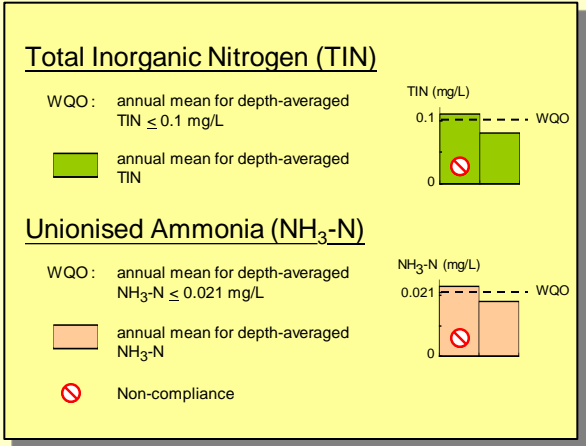 Total Inorganic Nitrogen (TIN)
WQO : annual mean for depth-averaged
TIN ≤ 0.1 mg/L
annual mean for depth-averaged
TIN
TIN (mg/L)
0.1
WQO
0
Unionised Ammonia (NH₃-N)
WQO : annual mean for depth-averaged
NH₃-N ≤ 0.021 mg/L
annual mean for depth-averaged
NH₃-N
Non-compliance
NH₃-N (mg/L)
0.021
WQO
0